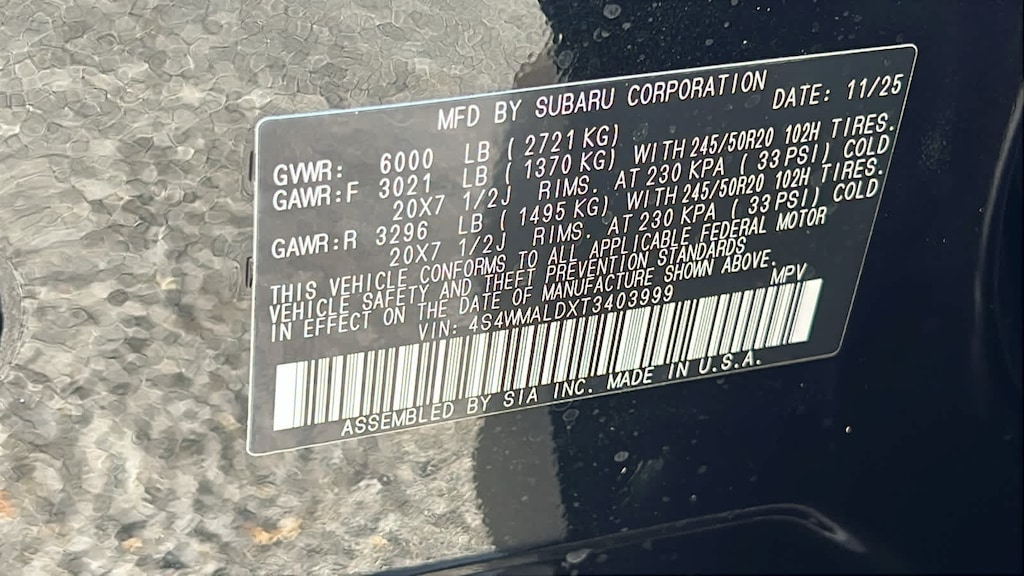 MFD BY SUBARU CORPORATION
DATE: 11/25
GVWR: 6000 LB ( 2721 KG)
GAWR:F 3021 LB ( 1370 KG) WITH 245/50R20 102H TIRES.
20X7 1/2J RIMS. AT 230 KPA ( 33 PSI) COLD
GAWR:R 3296 LB ( 1495 KG) WITH 245/50R20 102H TIRES.
20X7 1/2J RIMS. AT 230 KPA ( 33 PSI) COLD
THIS VEHICLE CONFORMS TO ALL APPLICABLE FEDERAL MOTOR
VEHICLE SAFETY AND THEFT PREVENTION STANDARDS
IN EFFECT ON THE DATE OF MANUFACTURE SHOWN ABOVE.
VIN: 4S4WMALDXT3403999 MPV
ASSEMBLED BY SIA INC. MADE IN U.S.A.